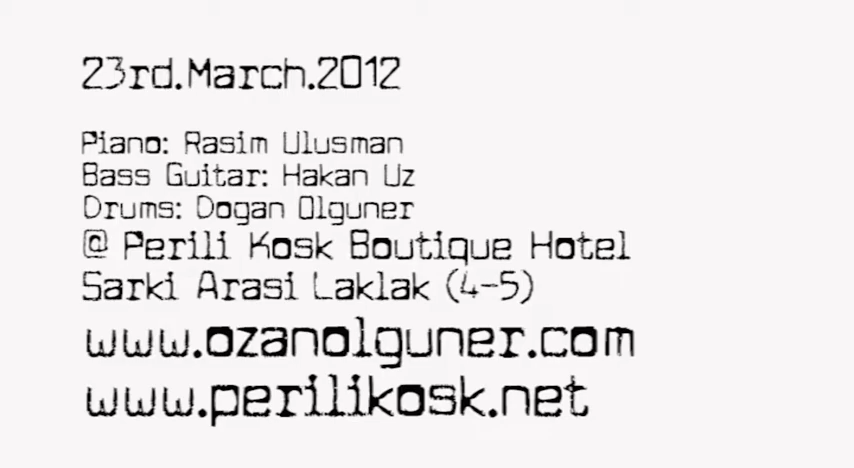 23rd.March.2012
Piano: Rasim Ulusman
Bass Guitar: Hakan Uz
Drums: Dogan Olguner
@ Perili Kosk Boutique Hotel
Sarki Arasi Laklak (4-5)
www.ozanolguner.com
www.perilikosk.net